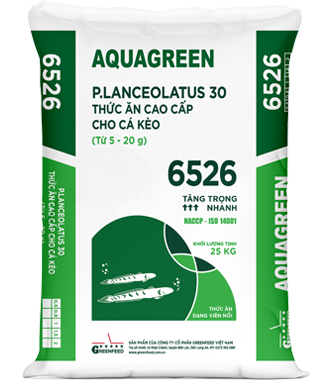 AQUAGREEN
P.LANCEOLATUS 30
THỨC ĂN CAO CẤP
CHO CÁ KÈO
(Từ 5 - 20 g)
6526
TĂNG TRỌNG
NHANH
HACCP - ISO 14001
KHỐI LƯỢNG TỊNH
25 KG
THỨC ĂN
DẠNG VIÊN NỔI
GREENFEED
SẢN PHẨM CỦA CÔNG TY CỔ PHẦN GREENFEED VIỆT NAM
6526
P.LANCEOLATUS 30
THỨC ĂN CAO CẤP CHO CÁ KÈO
6526
AQUAGREEN